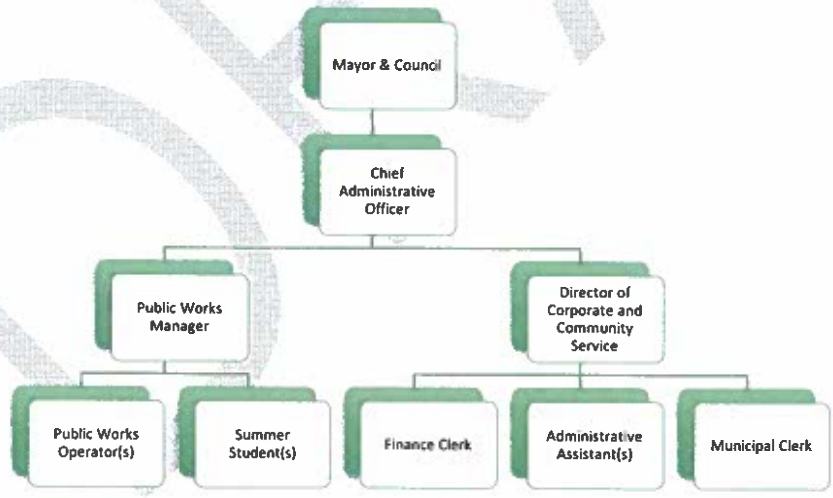 Mayor & Council
Chief
Administrative
Officer
Public Works
Manager
Director of
Corporate and
Community
Service
Public Works
Operator(s)
Summer
Student(s)
Finance Clerk
Administrative
Assistant(s)
Municipal Clerk